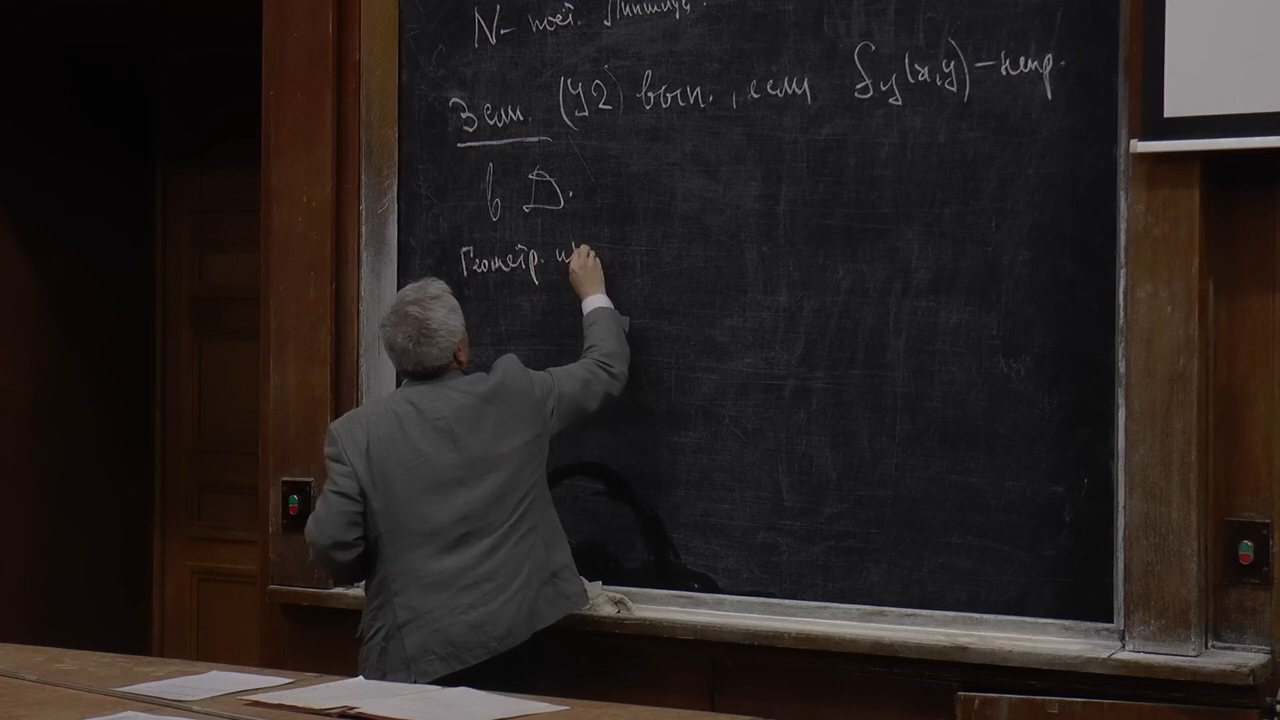 N - пост. Липшица.
Зам. (У2) вып., если fy(x,y) - непр.
в D.
Геометр. и